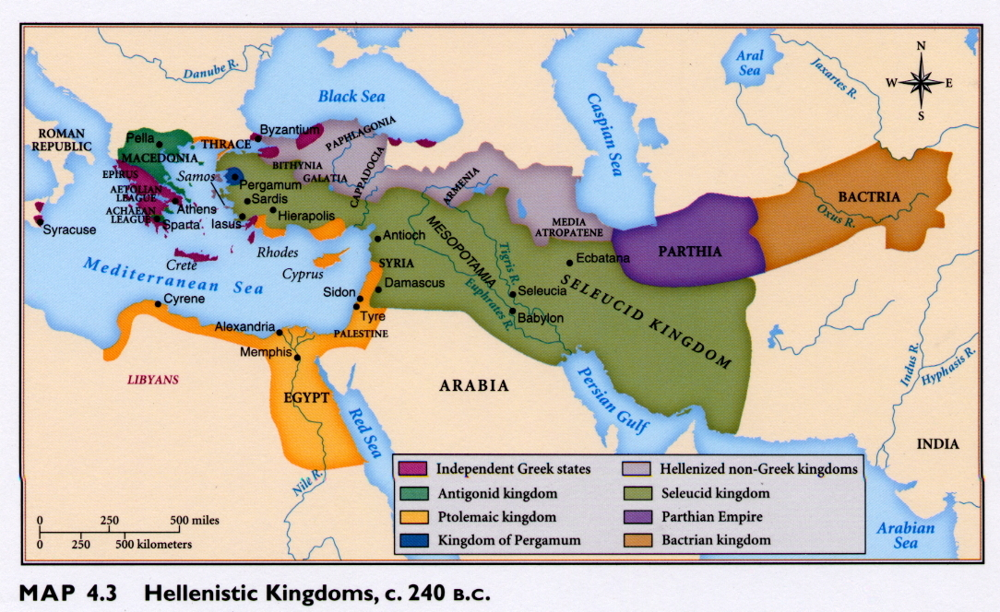 Danube R.
Black Sea
Aral
Sea
Jaxartes R.
N
W
E
S
Caspian Sea
ROMAN
REPUBLIC
Pella
MACEDONIA
THRACE
Byzantium
PAPHLAGONIA
BITHYNIA
GALATIA
CAPPADOCIA
ARMENIA
EPIRUS
Samos
Pergamum
AETOLIAN
LEAGUE
Athens
Sardis
ACHAEAN
LEAGUE
Sparta
Iasus
Hierapolis
Syracuse
MEDIA
ATROPATENE
PARTHIA
BACTRIA
Oxus R.
Crete
Rhodes
Cyprus
Antioch
SYRIA
MESOPOTAMIA
Tigris R.
Ecbatana
Mediterranean Sea
Damascus
Sidon
Tyre
Euphrates R.
Seleucia
Babylon
SELEUCID KINGDOM
Cyrene
Alexandria
PALESTINE
Memphis
LIBYANS
EGYPT
ARABIA
Red Sea
Persian Gulf
Nile R.
Indus R.
Hyphasis R.
INDIA
Arabian
Sea
Independent Greek states
Antigonid kingdom
Ptolemaic kingdom
Kingdom of Pergamum
Hellenized non-Greek kingdoms
Seleucid kingdom
Parthian Empire
Bactrian kingdom
0 250 500 miles
0 250 500 kilometers
MAP 4.3 Hellenistic Kingdoms, c. 240 B.C.